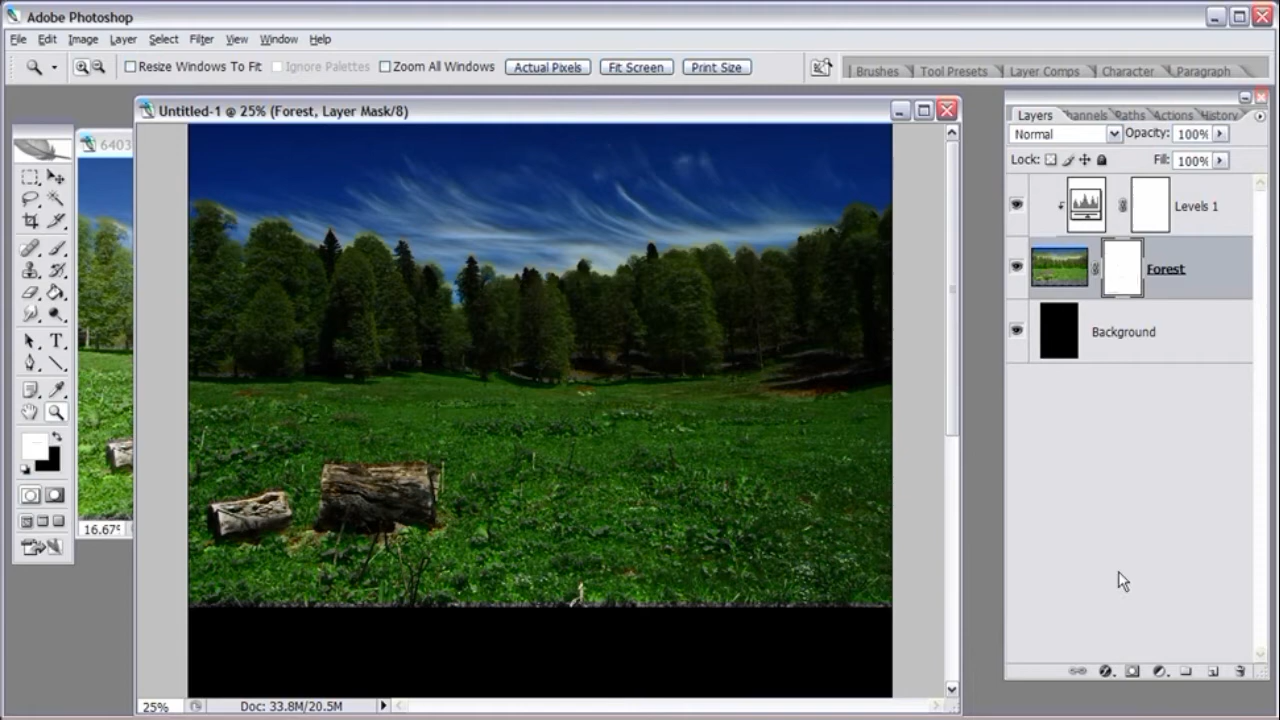 Adobe Photoshop
File Edit Image Layer Select Filter View Window Help
Resize Windows To Fit Ignore Palettes Zoom All Windows Actual Pixels Fit Screen Print Size
Brushes Tool Presets Layer Comps Character Paragraph
Untitled-1 @ 25% (Forest, Layer Mask/8)
6403
Layers hannels Paths Actions History
Normal Opacity: 100%
Lock: Fill: 100%
Levels 1
Forest
Background
T
16.67%
25% Doc: 33.8M/20.5M